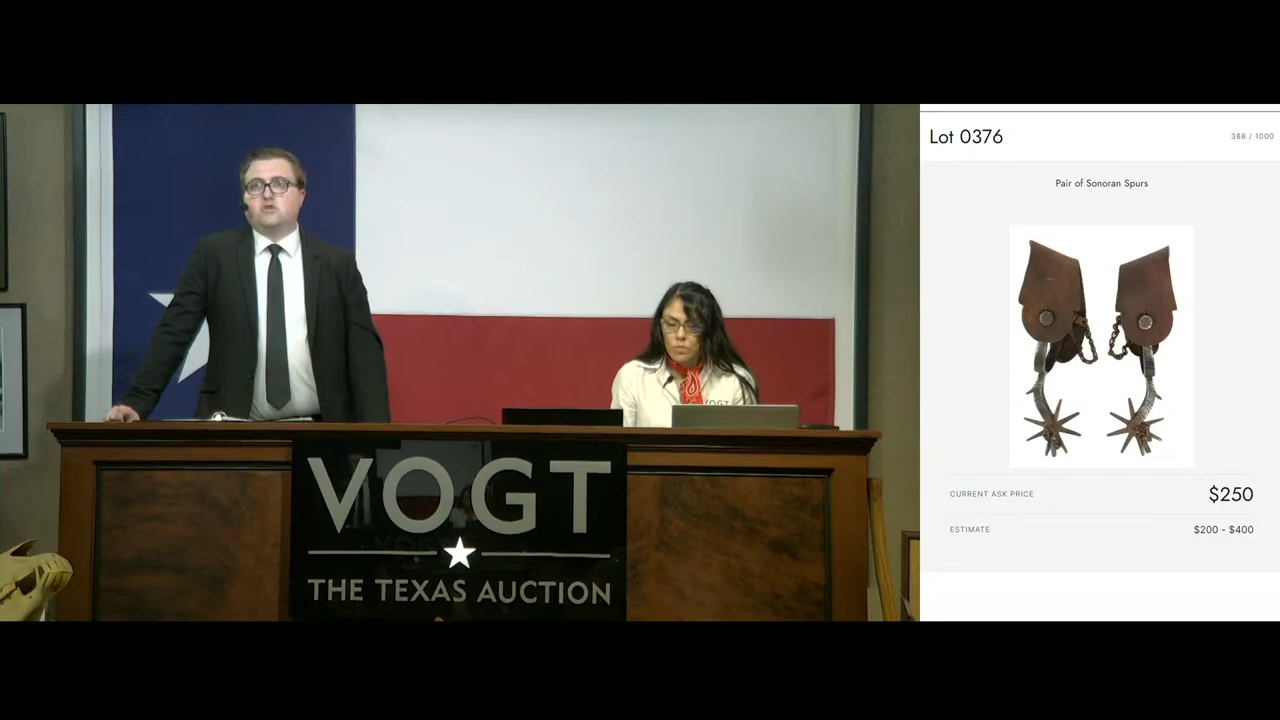 Lot 0376
388 / 1000
Pair of Sonoran Spurs
CURRENT ASK PRICE
$250
ESTIMATE
$200 - $400
VOGT
VOGT
THE TEXAS AUCTION